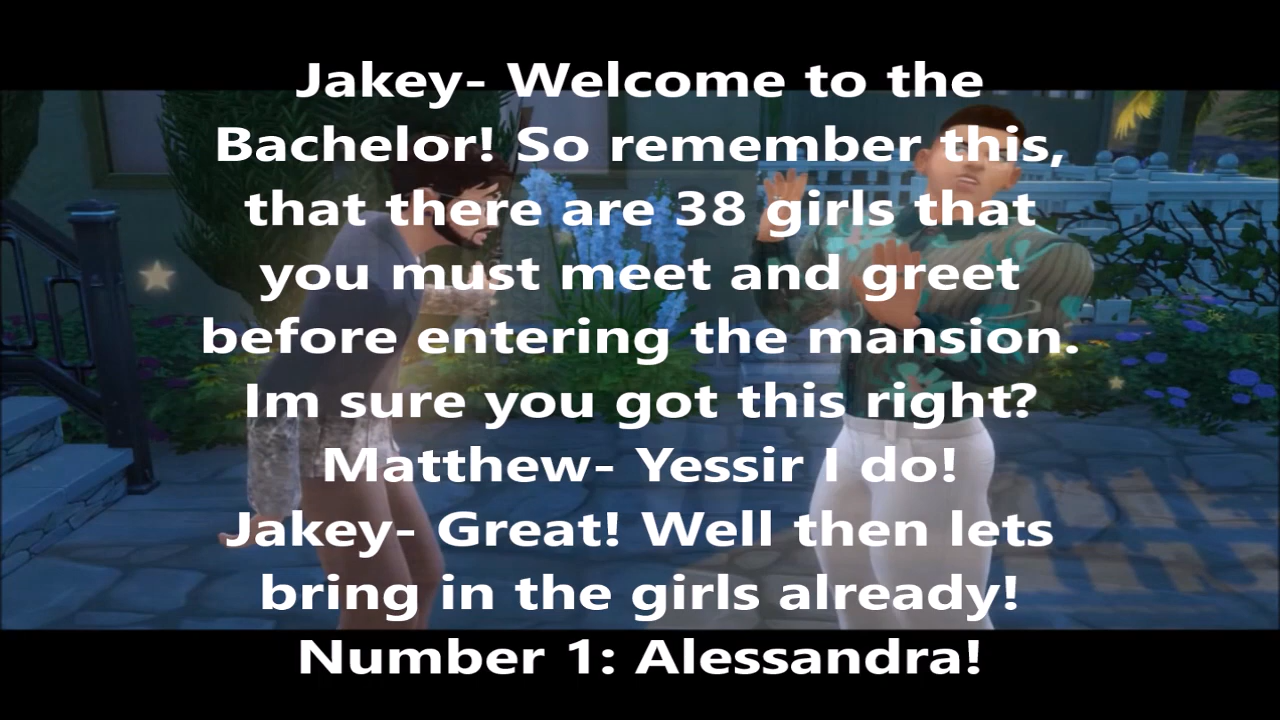 Jakey- Welcome to the
Bachelor! So remember this,
that there are 38 girls that
you must meet and greet
before entering the mansion.
Im sure you got this right?
Matthew- Yessir I do!
Jakey- Great! Well then lets
bring in the girls already!
Number 1: Alessandra!